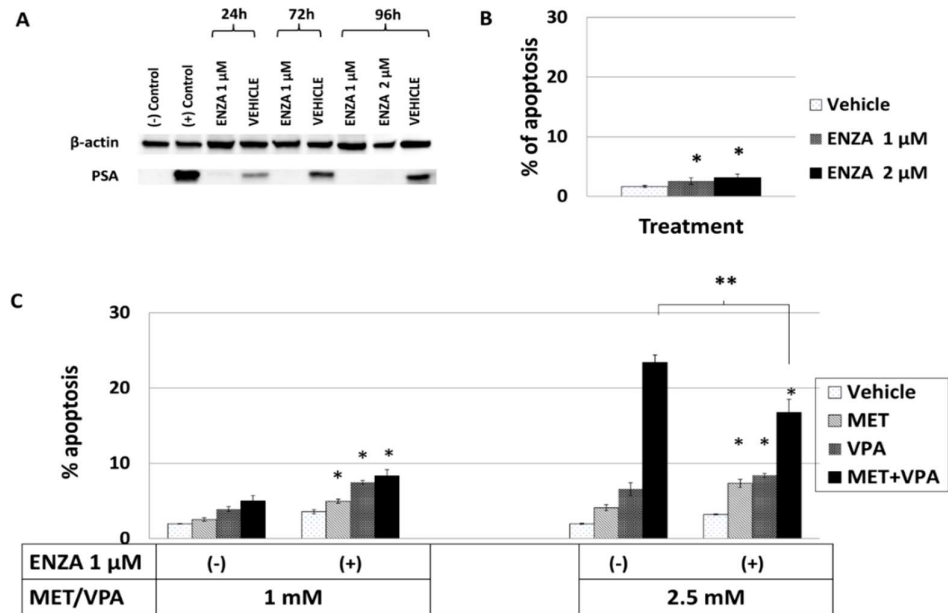 A
24h 72h 96h
(-) Control
(+) Control
ENZA 1 µM
VEHICLE
ENZA 1 µM
VEHICLE
ENZA 1 µM
ENZA 2 µM
VEHICLE
β-actin
PSA
B
% of apoptosis
30
20
10
0
* *
Treatment
Vehicle
ENZA 1 µM
ENZA 2 µM
C
% apoptosis
30
20
10
0
* * *
**
* * *
Vehicle
MET
VPA
MET+VPA
ENZA 1 µM (-) (+) (-) (+)
MET/VPA 1 mM 2.5 mM